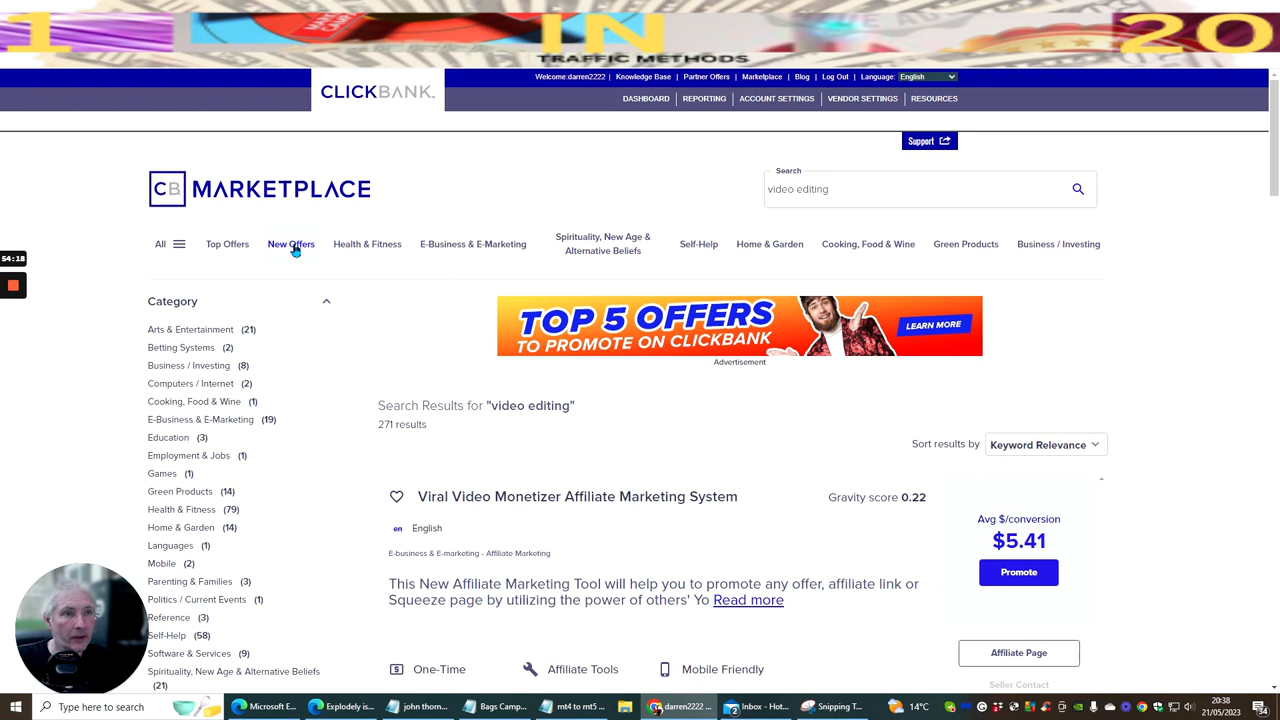 1 IN 20
TRAFFIC METHODS
Welcome:darren2222 | Knowledge Base | Partner Offers | Marketplace | Blog | Log Out | Language: English
CLICKBANK
DASHBOARD | REPORTING | ACCOUNT SETTINGS | VENDOR SETTINGS | RESOURCES
Support
CB MARKETPLACE
Search
video editing
All Top Offers New Offers Health & Fitness E-Business & E-Marketing Spirituality, New Age & Alternative Beliefs Self-Help Home & Garden Cooking, Food & Wine Green Products Business / Investing
54:18
Category
Arts & Entertainment (21)
Betting Systems (2)
Business / Investing (8)
Computers / Internet (2)
Cooking, Food & Wine (1)
E-Business & E-Marketing (19)
Education (3)
Employment & Jobs (1)
Games (1)
Green Products (14)
Health & Fitness (79)
Home & Garden (14)
Languages (1)
Mobile (2)
Parenting & Families (3)
Politics / Current Events (1)
Reference (3)
Self-Help (58)
Software & Services (9)
Spirituality, New Age & Alternative Beliefs
(21)
TOP 5 OFFERS
TO PROMOTE ON CLICKBANK
LEARN MORE
Advertisement
Search Results for "video editing"
271 results
Sort results by Keyword Relevance
Viral Video Monetizer Affiliate Marketing System
Gravity score 0.22
en English
E-business & E-marketing - Affiliate Marketing
This New Affiliate Marketing Tool will help you to promote any offer, affiliate link or
Squeeze page by utilizing the power of others' Yo Read more
One-Time Affiliate Tools Mobile Friendly
Avg $/conversion
$5.41
Promote
Affiliate Page
Seller Contact
Type here to search
Microsoft E...
Explodely is...
john thorn...
Bags Camp...
mt4 to mt5 ...
darren2222 ...
2
Inbox - Hot...
Snipping T...
14°C
20:38
21/05/2023